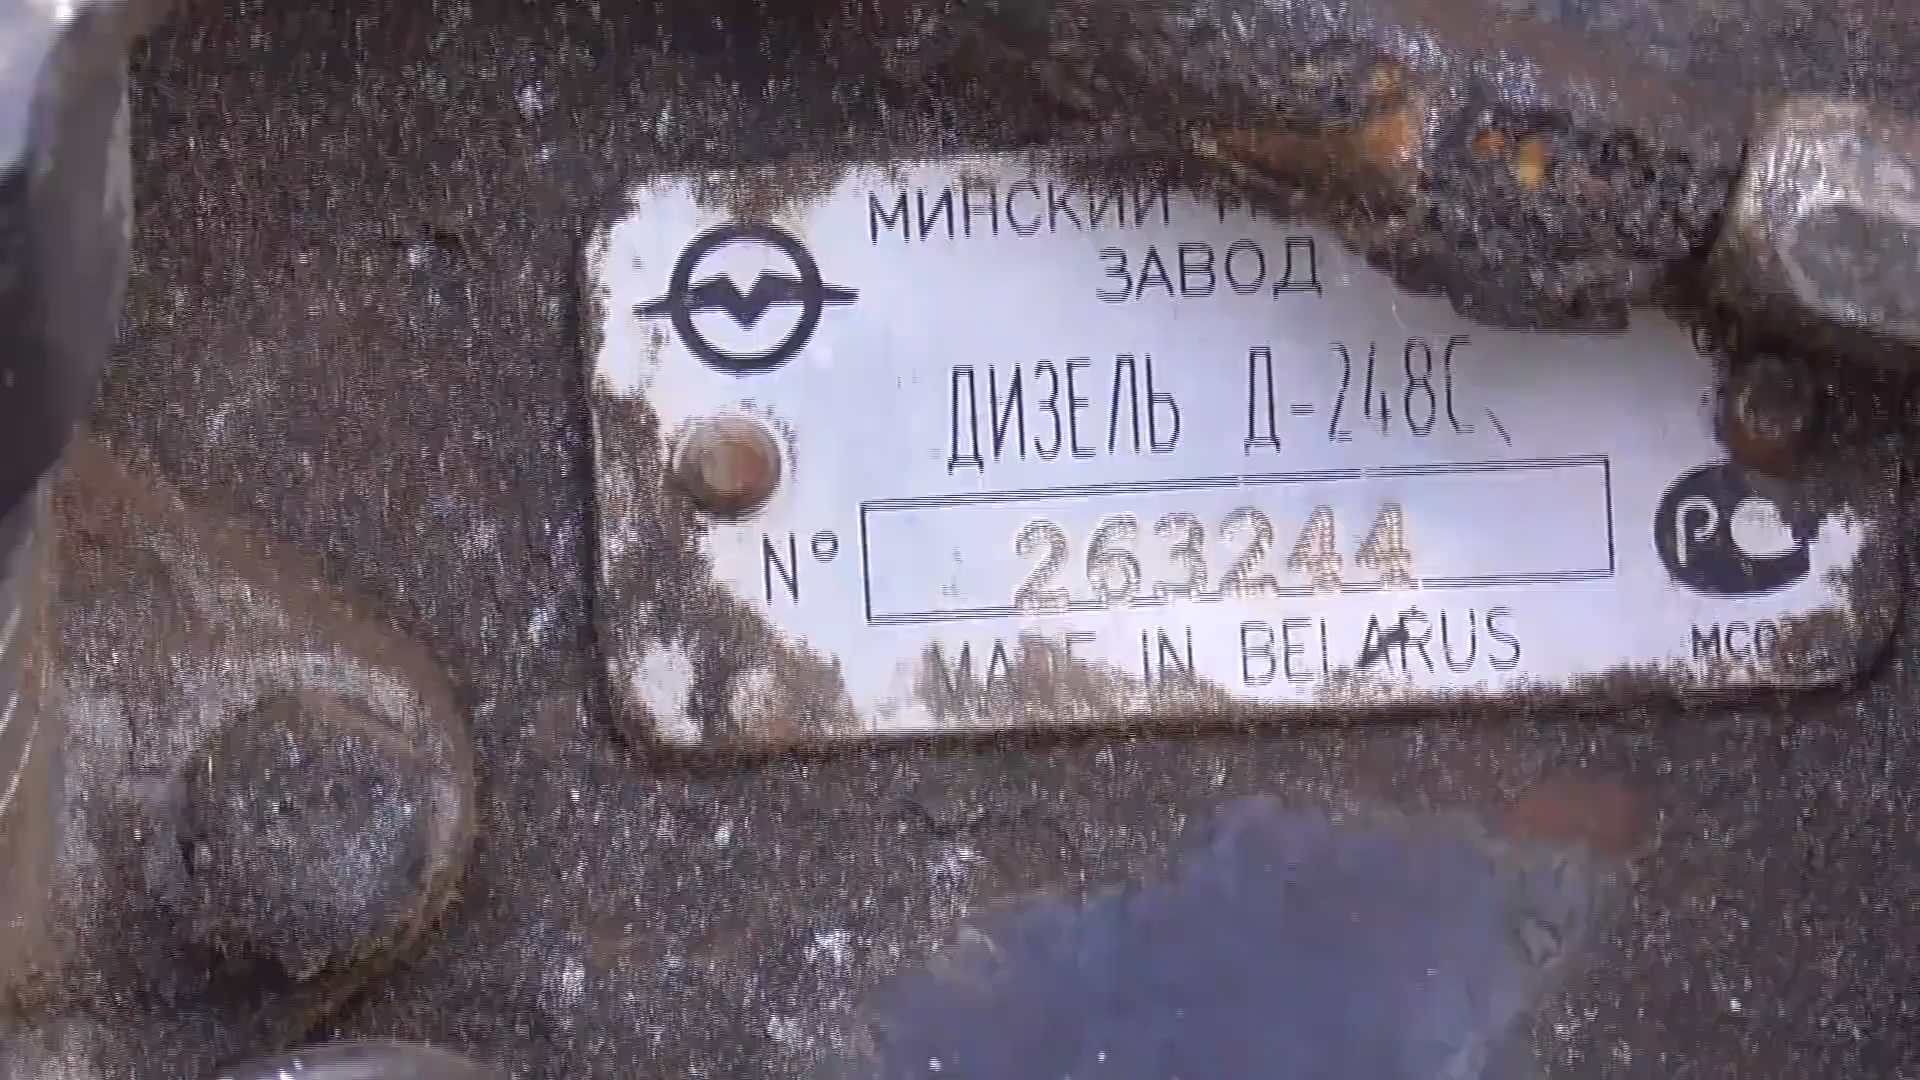 МИНСКИЙ
ЗАВОД
ДИЗЕЛЬ Д-248С
№ 263244
MADE IN BELARUS